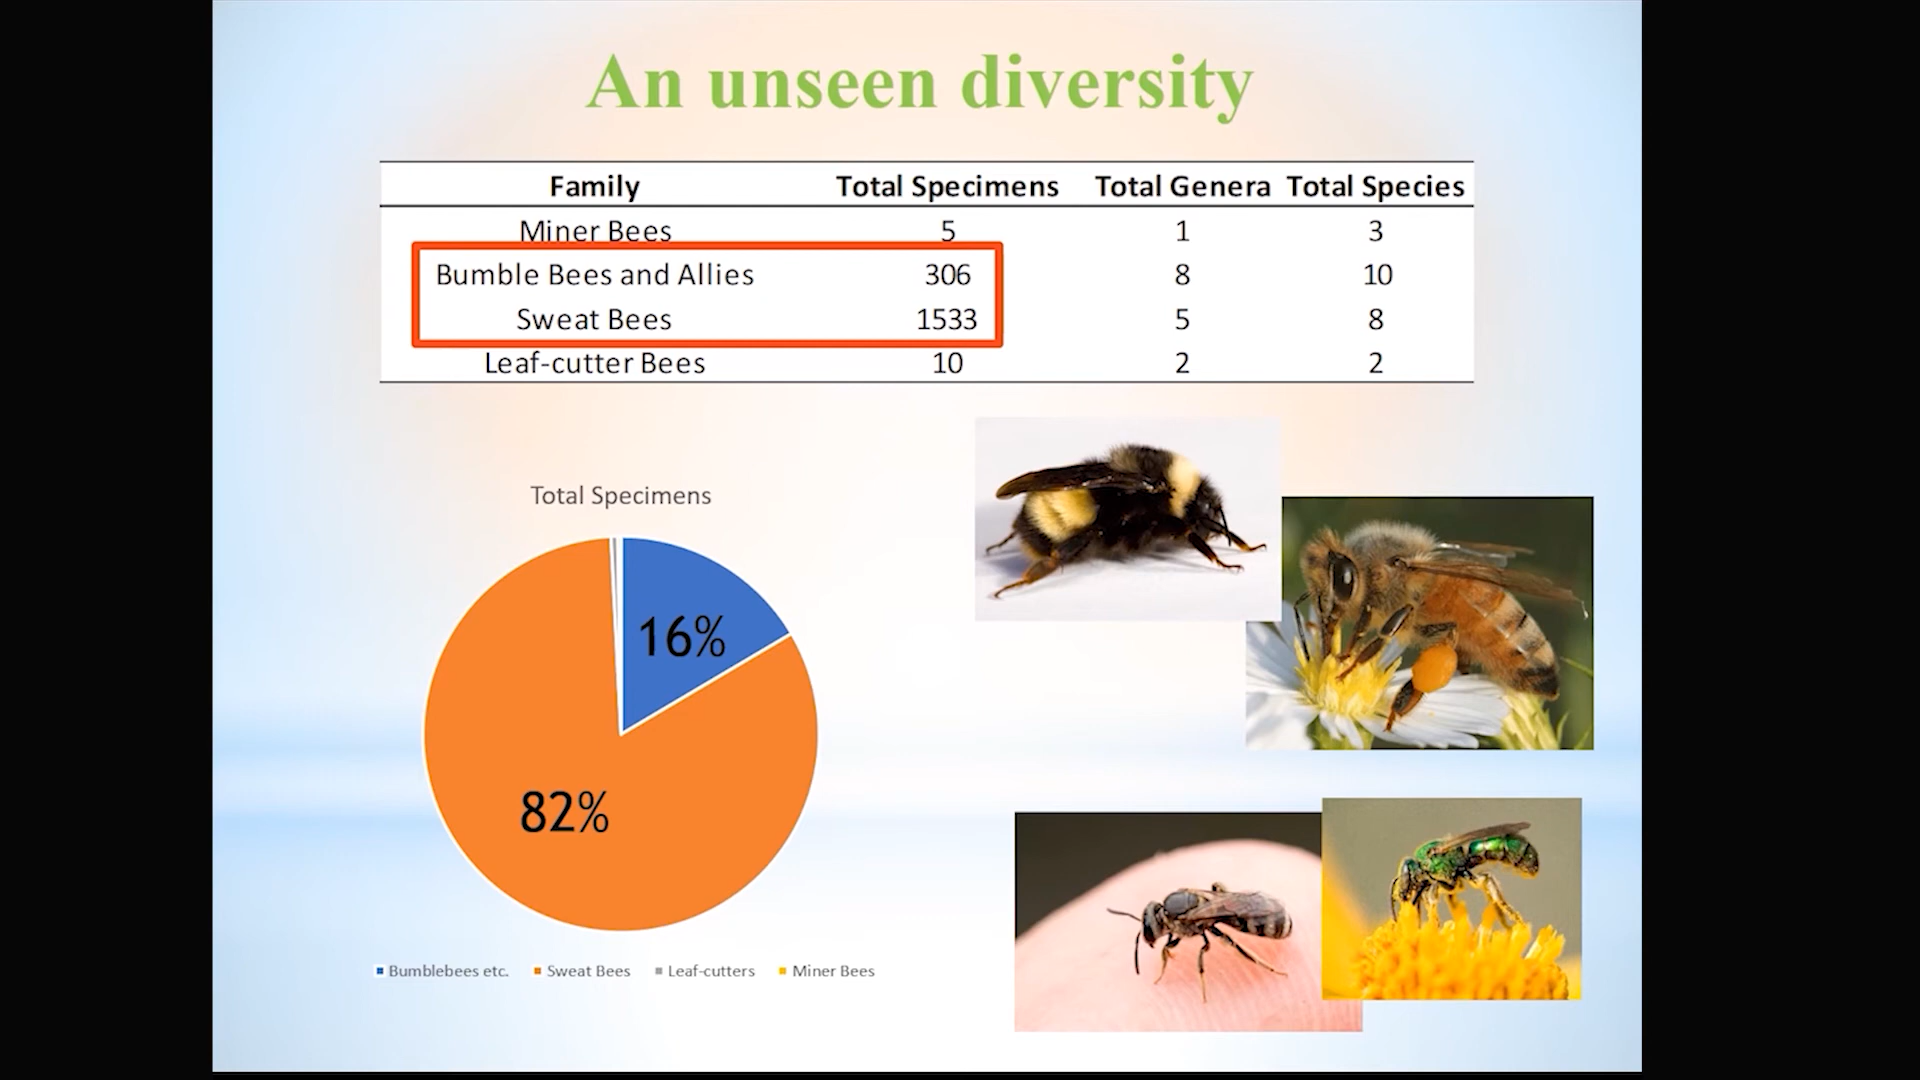 An unseen diversity
Family Total Specimens Total Genera Total Species
Miner Bees 5 1 3
Bumble Bees and Allies 306 8 10
Sweat Bees 1533 5 8
Leaf-cutter Bees 10 2 2
Total Specimens
16%
82%
Bumblebees etc. Sweat Bees Leaf-cutters Miner Bees